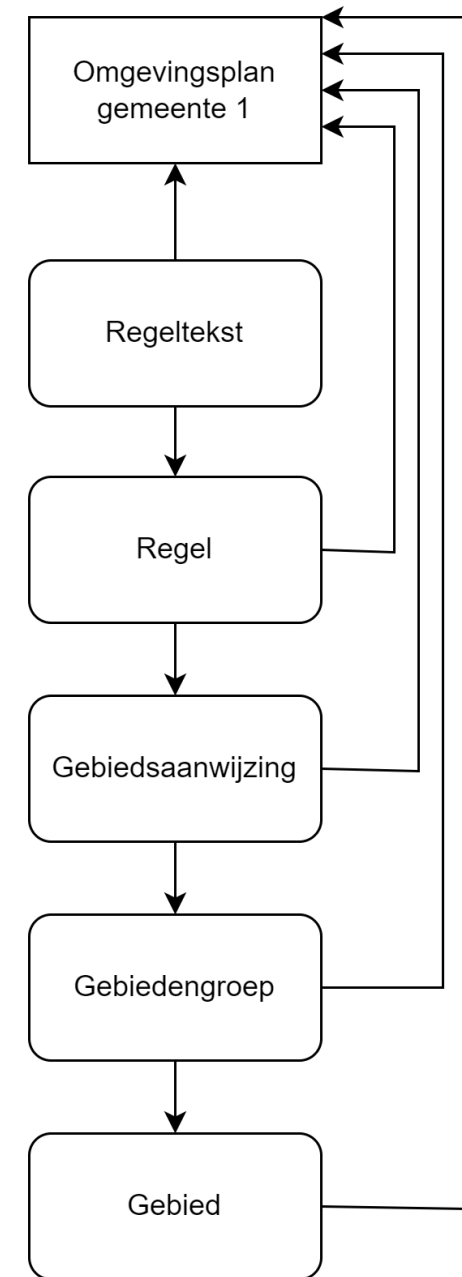 Omgevingsplan
gemeente 1
Regeltekst
Regel
Gebiedsaanwijzing
Gebiedengroep
Gebied